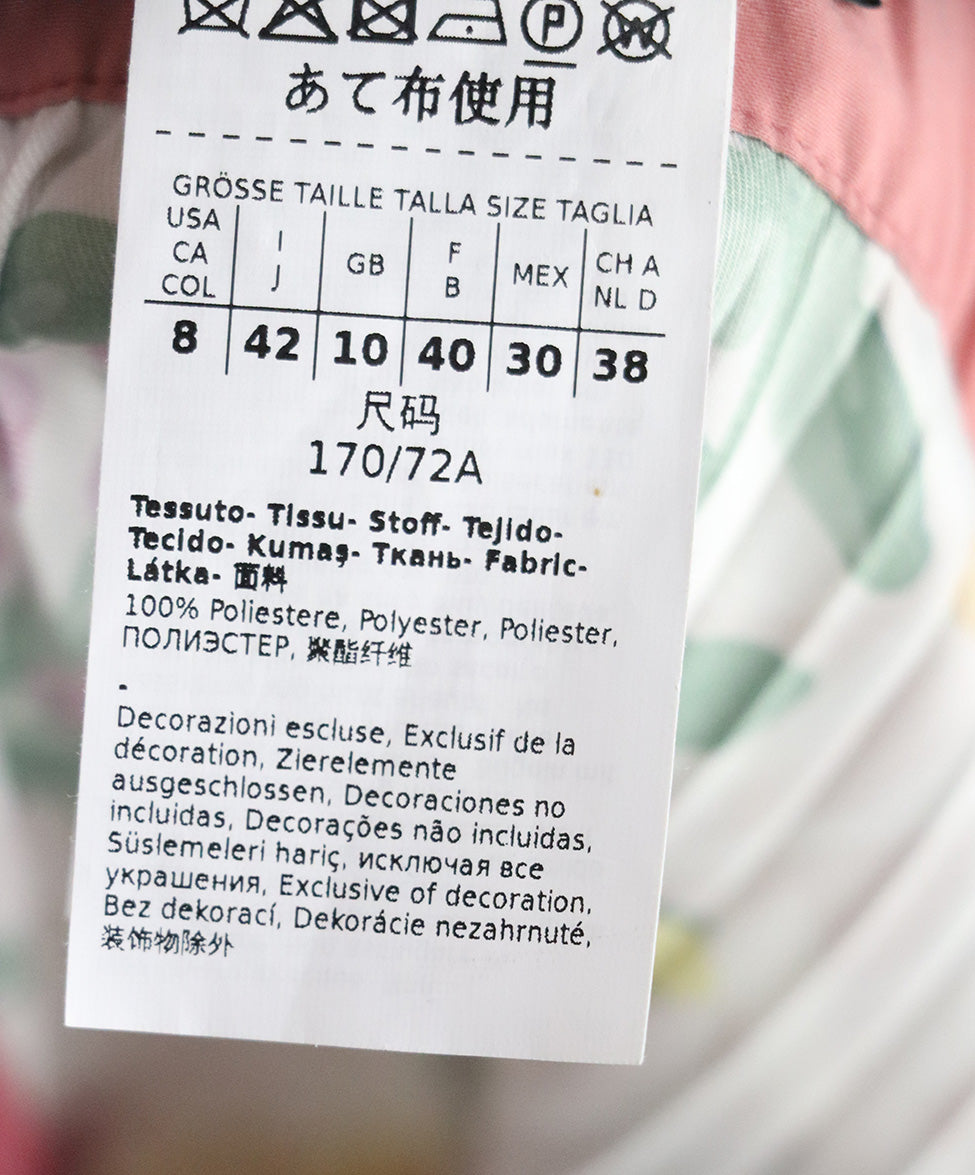 P W
あて布使用
GRÖSSE TAILLE TALLA SIZE TAGLIA
USA CA COL | I J | GB | F B | MEX | CH A NL D
8 | 42 | 10 | 40 | 30 | 38
尺码
170/72A
Tessuto- Tissu- Stoff- Tejido-
Tecido- Kumaş- Ткань- Fabric-
Látka- 面料
100% Poliestere, Polyester, Poliester,
ПОЛИЭСТЕР, 聚酯纤维
.
Decorazioni escluse, Exclusif de la
décoration, Zierelemente
ausgeschlossen, Decoraciones no
incluidas, Decorações não incluidas,
Süslemeleri hariç, исключая все
украшения, Exclusive of decoration,
Bez dekorací, Dekorácie nezahrnuté,
装饰物除外